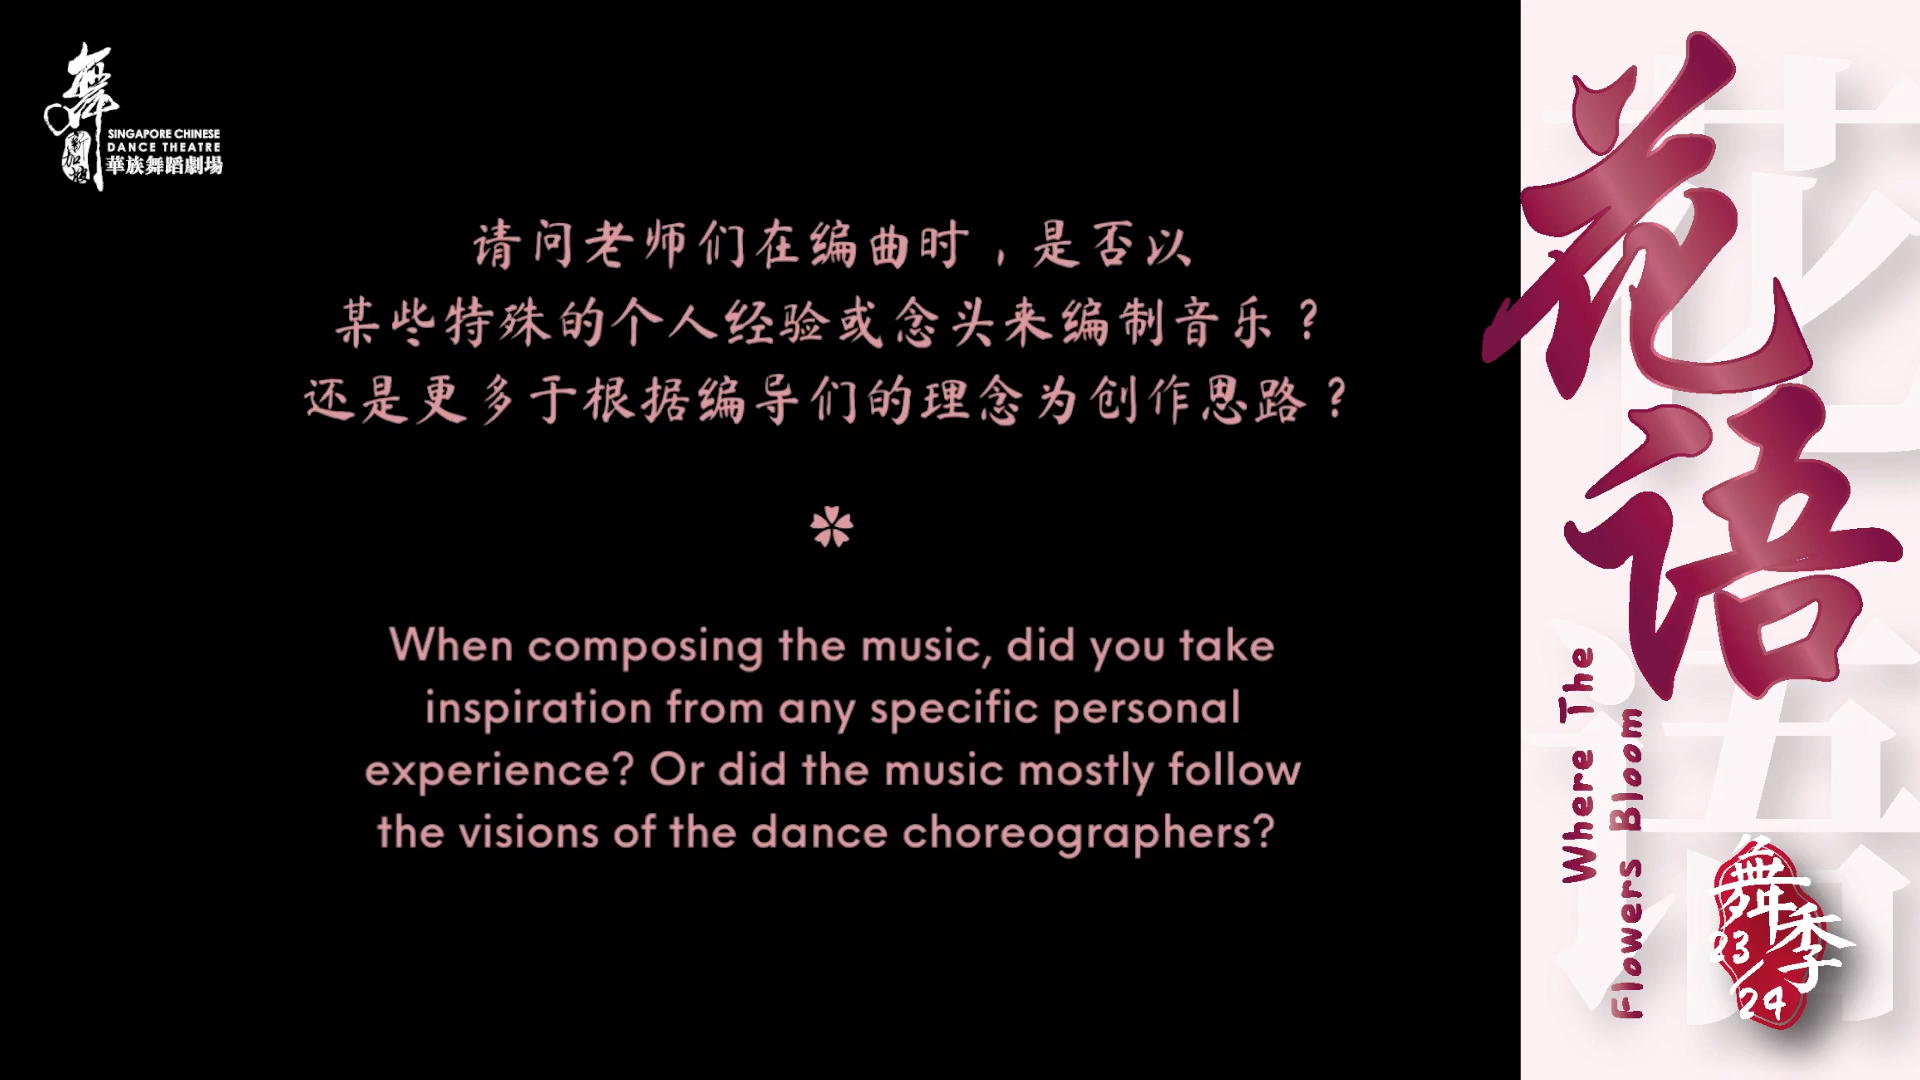 舞
新加坡
SINGAPORE CHINESE
DANCE THEATRE
華族舞蹈劇場
请问老师们在编曲时，是否以
某些特殊的个人经验或念头来编制音乐？
还是更多于根据编导们的理念为创作思路？
When composing the music, did you take
inspiration from any specific personal
experience? Or did the music mostly follow
the visions of the dance choreographers?
花语
Where The
Flowers Bloom
舞季
23/24